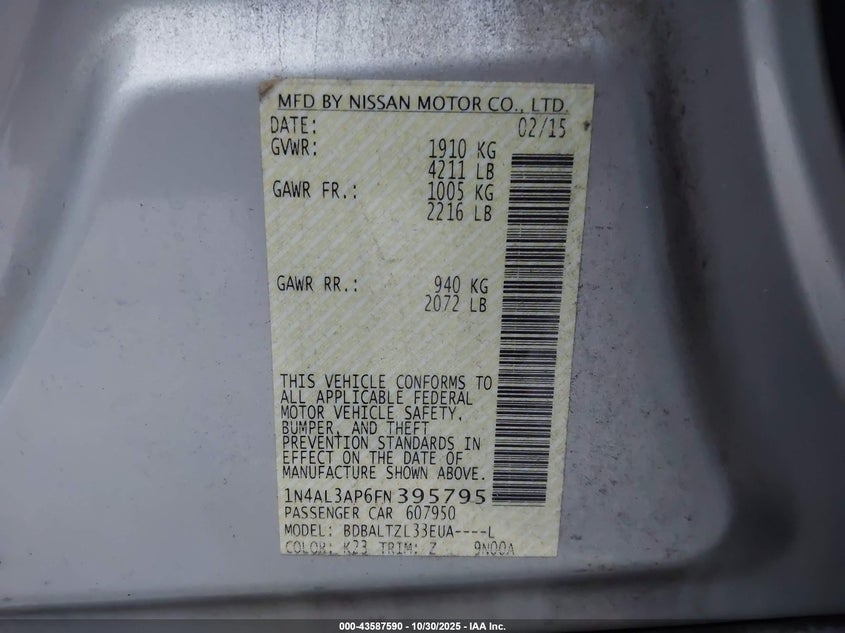 MFD BY NISSAN MOTOR CO., LTD.
DATE: 02/15
GVWR: 1910 KG
4211 LB
GAWR FR.: 1005 KG
2216 LB
GAWR RR.: 940 KG
2072 LB
THIS VEHICLE CONFORMS TO
ALL APPLICABLE FEDERAL
MOTOR VEHICLE SAFETY,
BUMPER, AND THEFT
PREVENTION STANDARDS IN
EFFECT ON THE DATE OF
MANUFACTURE SHOWN ABOVE.
1N4AL3AP6FN395795
PASSENGER CAR 607950
MODEL: BDBALTZL33EUA----L
COLOR: K23 TRIM: Z 9N00A
000-43587590 - 10/30/2025 - IAA Inc.